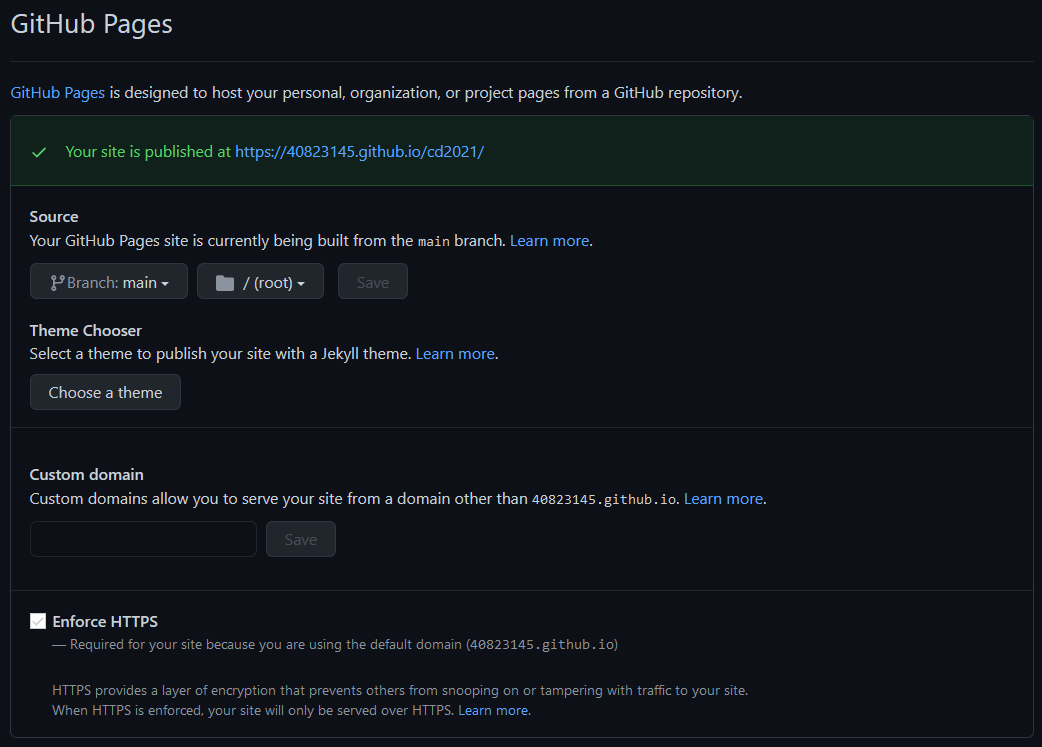 GitHub Pages
GitHub Pages is designed to host your personal, organization, or project pages from a GitHub repository.
Your site is published at https://40823145.github.io/cd2021/
Source
Your GitHub Pages site is currently being built from the main branch. Learn more.
Branch: main
/ (root)
Save
Theme Chooser
Select a theme to publish your site with a Jekyll theme. Learn more.
Choose a theme
Custom domain
Custom domains allow you to serve your site from a domain other than 40823145.github.io. Learn more.
Save
Enforce HTTPS
— Required for your site because you are using the default domain (40823145.github.io)
HTTPS provides a layer of encryption that prevents others from snooping on or tampering with traffic to your site.
When HTTPS is enforced, your site will only be served over HTTPS. Learn more.